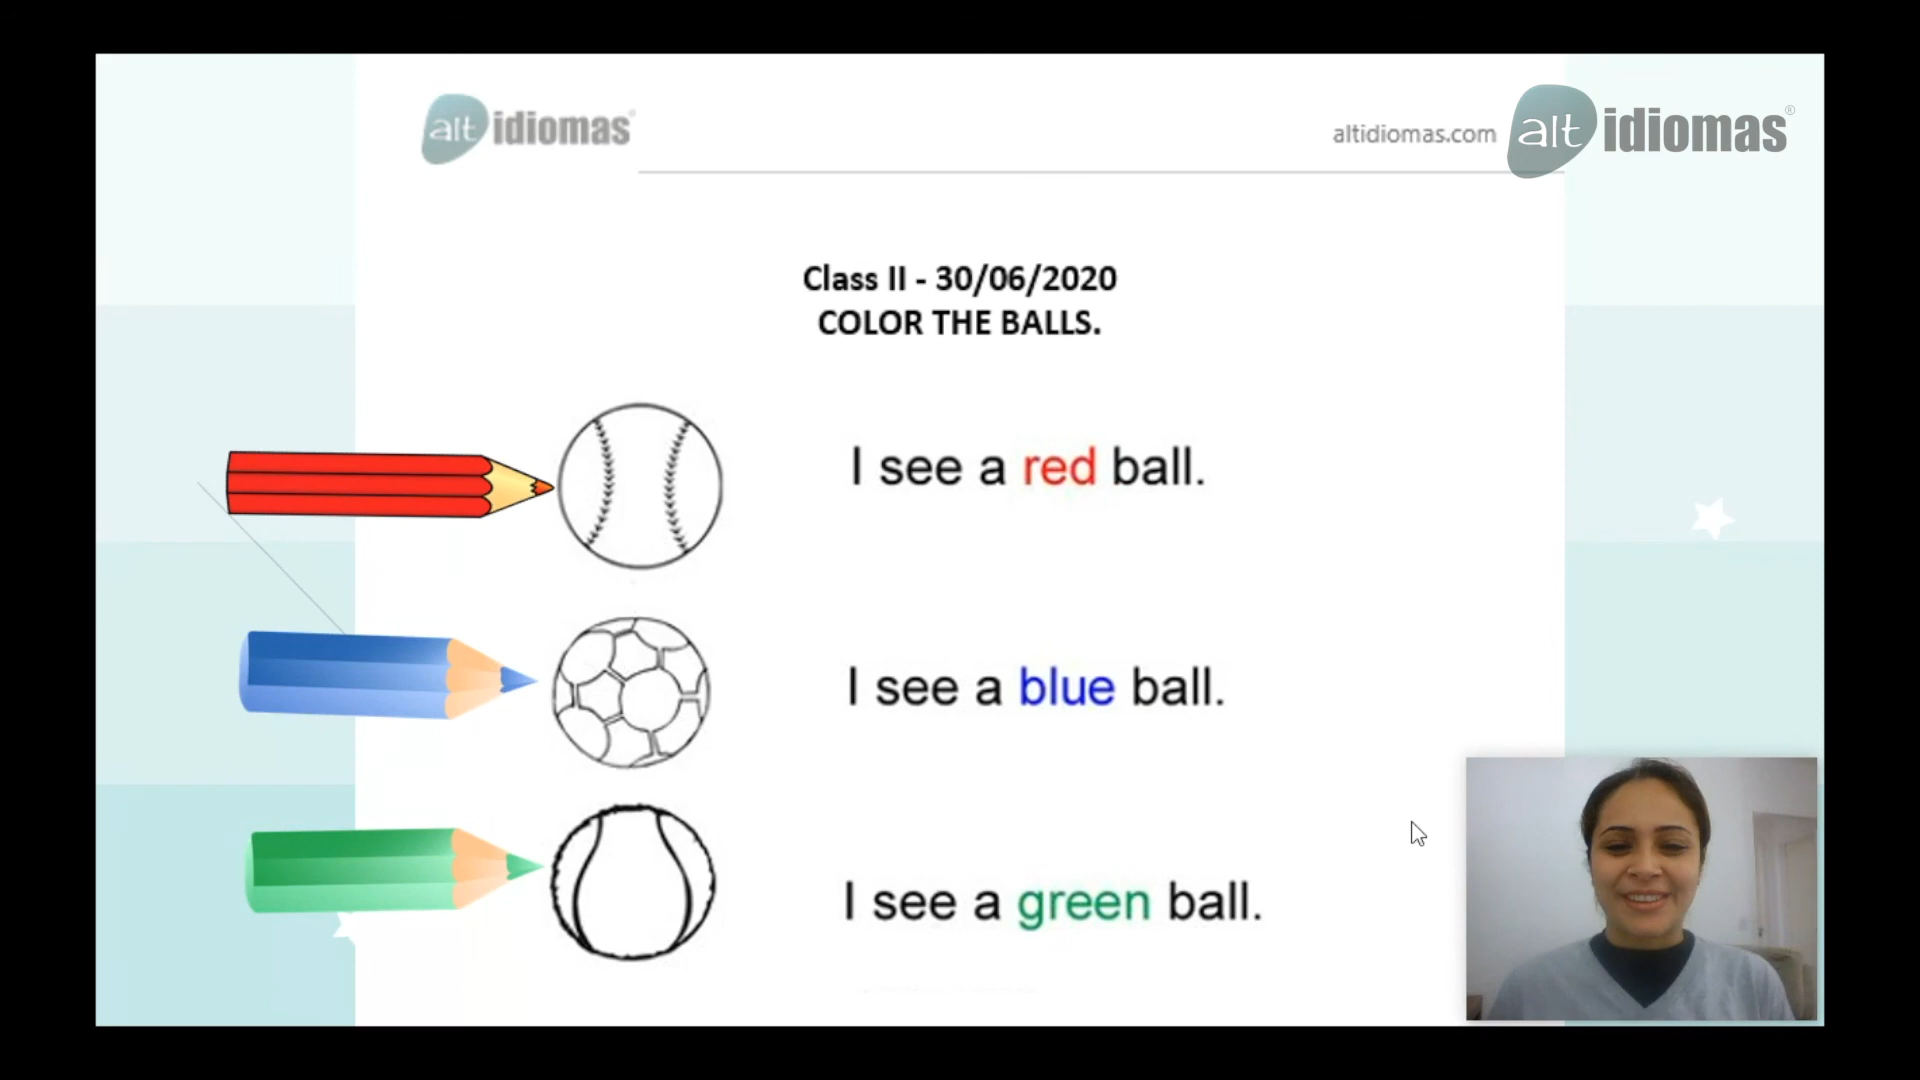 alt idiomas®
altidiomas.com alt idiomas®
Class II - 30/06/2020
COLOR THE BALLS.
I see a red ball.
I see a blue ball.
I see a green ball.